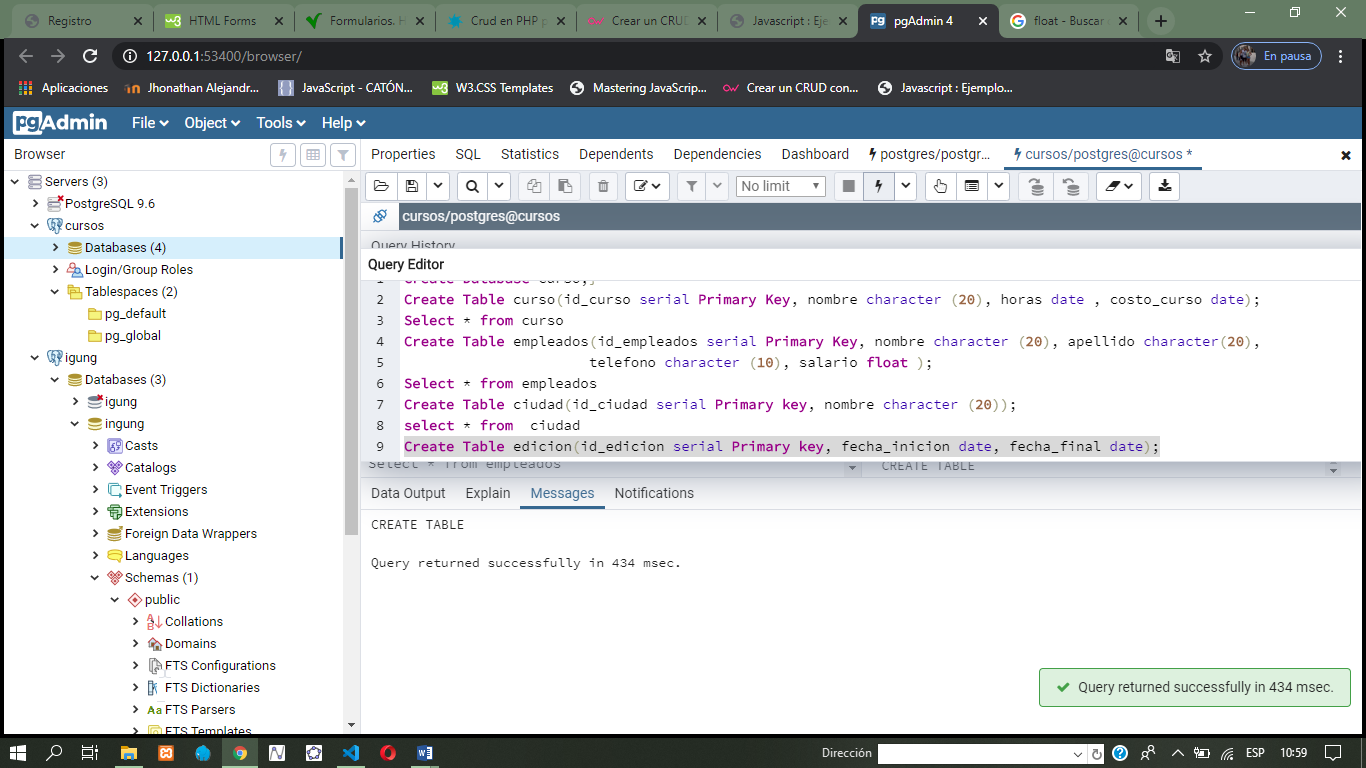 Registro
HTML Forms
Formularios. H
Crud en PHP p
Crear un CRUD
Javascript : Eje
pgAdmin 4
float - Buscar
127.0.0.1:53400/browser/
En pausa
Aplicaciones
Jhonathan Alejandr...
JavaScript - CATÓN...
W3.CSS Templates
Mastering JavaScrip...
Crear un CRUD con...
Javascript : Ejemplo...
pgAdmin
File
Object
Tools
Help
Browser
Properties
SQL
Statistics
Dependents
Dependencies
Dashboard
postgres/postgr...
cursos/postgres@cursos *
No limit
cursos/postgres@cursos
Query History
Query Editor
Servers (3)
PostgreSQL 9.6
cursos
Databases (4)
Login/Group Roles
Tablespaces (2)
pg_default
pg_global
igung
Databases (3)
igung
ingung
Casts
Catalogs
Event Triggers
Extensions
Foreign Data Wrappers
Languages
Schemas (1)
public
Collations
Domains
FTS Configurations
FTS Dictionaries
FTS Parsers
FTS Templates
1 Create Database curso;
2 Create Table curso(id_curso serial Primary Key, nombre character (20), horas date , costo_curso date);
3 Select * from curso
4 Create Table empleados(id_empleados serial Primary Key, nombre character (20), apellido character(20),
5 telefono character (10), salario float );
6 Select * from empleados
7 Create Table ciudad(id_ciudad serial Primary key, nombre character (20));
8 select * from  ciudad
9 Create Table edicion(id_edicion serial Primary key, fecha_inicion date, fecha_final date);
Select * from empleados
CREATE TABLE
Data Output
Explain
Messages
Notifications
CREATE TABLE
Query returned successfully in 434 msec.
Query returned successfully in 434 msec.
Dirección
ESP
10:59